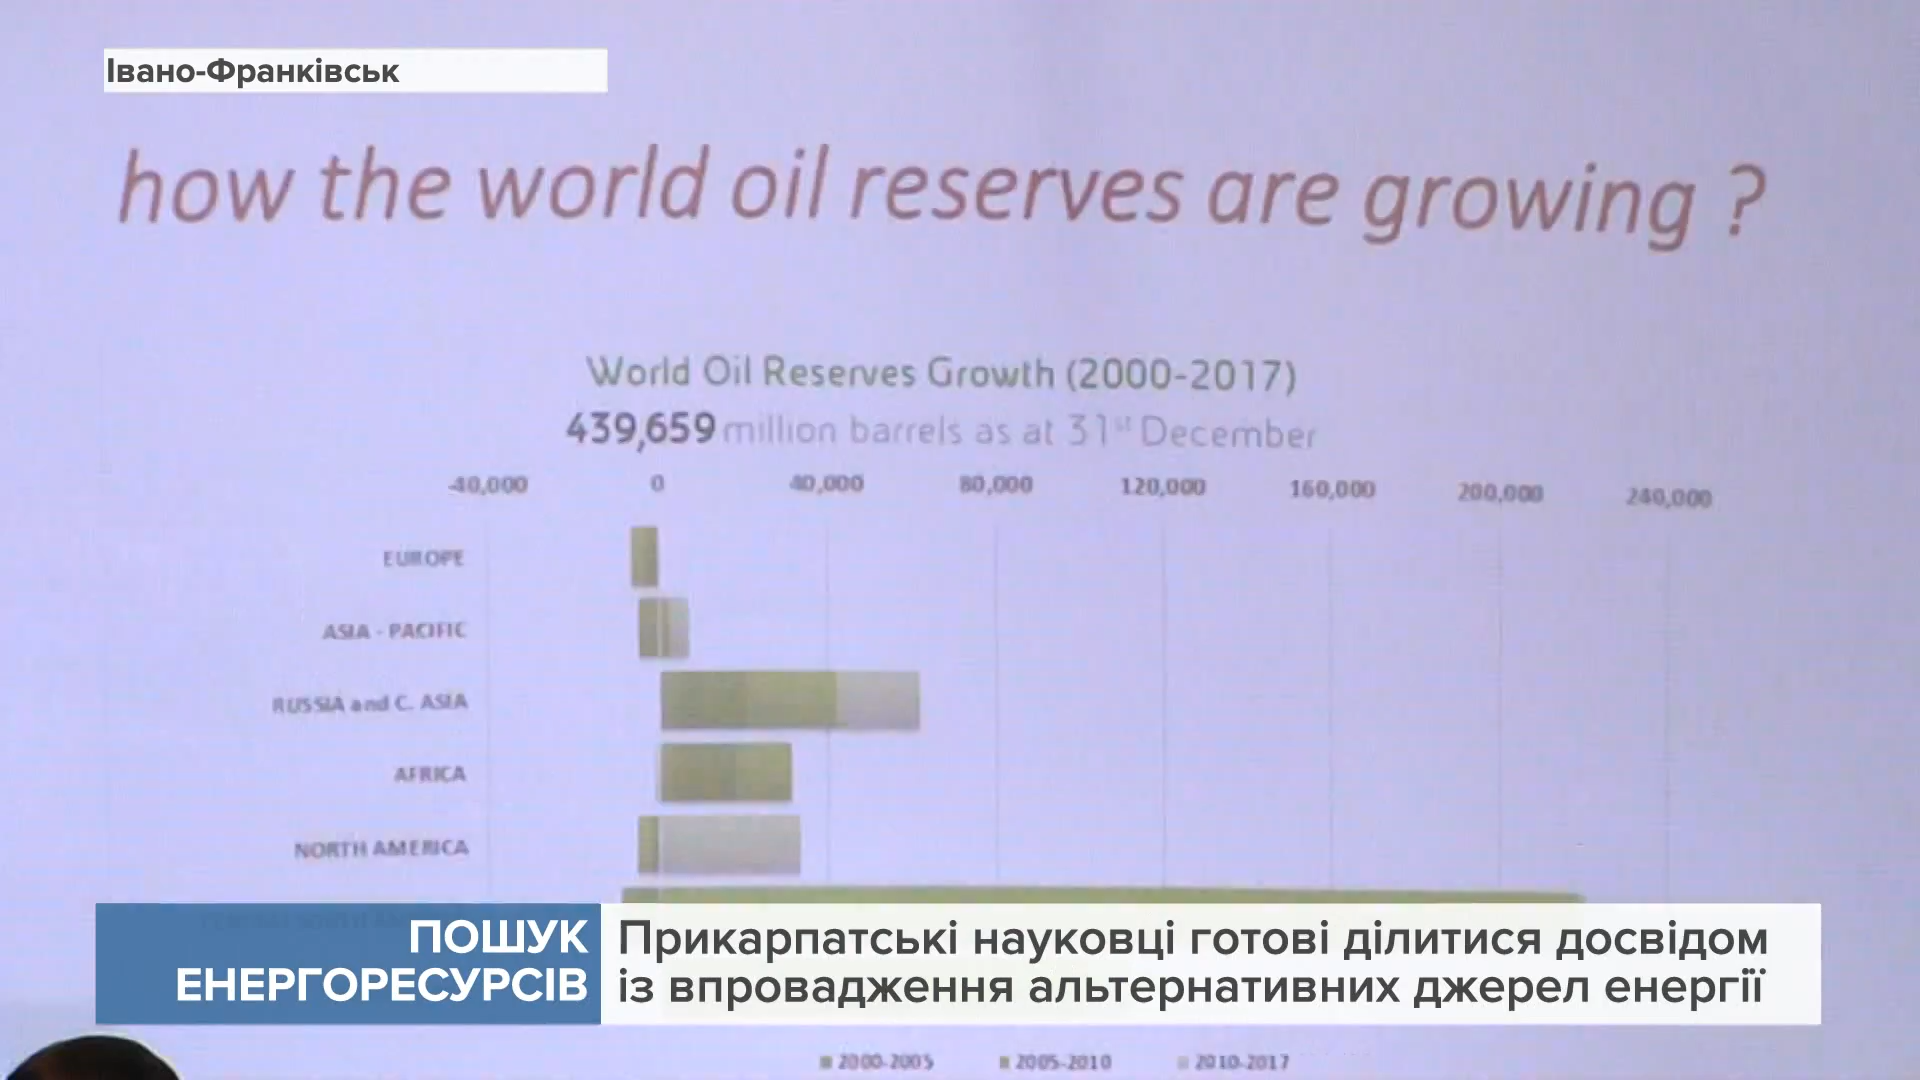 Івано-Франківськ
how the world oil reserves are growing ?
World Oil Reserves Growth (2000-2017)
439,659 million barrels as at 31st December
-40,000 0 40,000 80,000 120,000 160,000 200,000 240,000
EUROPE
ASIA - PACIFIC
RUSSIA and C. ASIA
AFRICA
NORTH AMERICA
ПОШУК
ЕНЕРГОРЕСУРСІВ
Прикарпатські науковці готові ділитися досвідом
із впровадження альтернативних джерел енергії
2000-2005 2005-2010 2010-2017